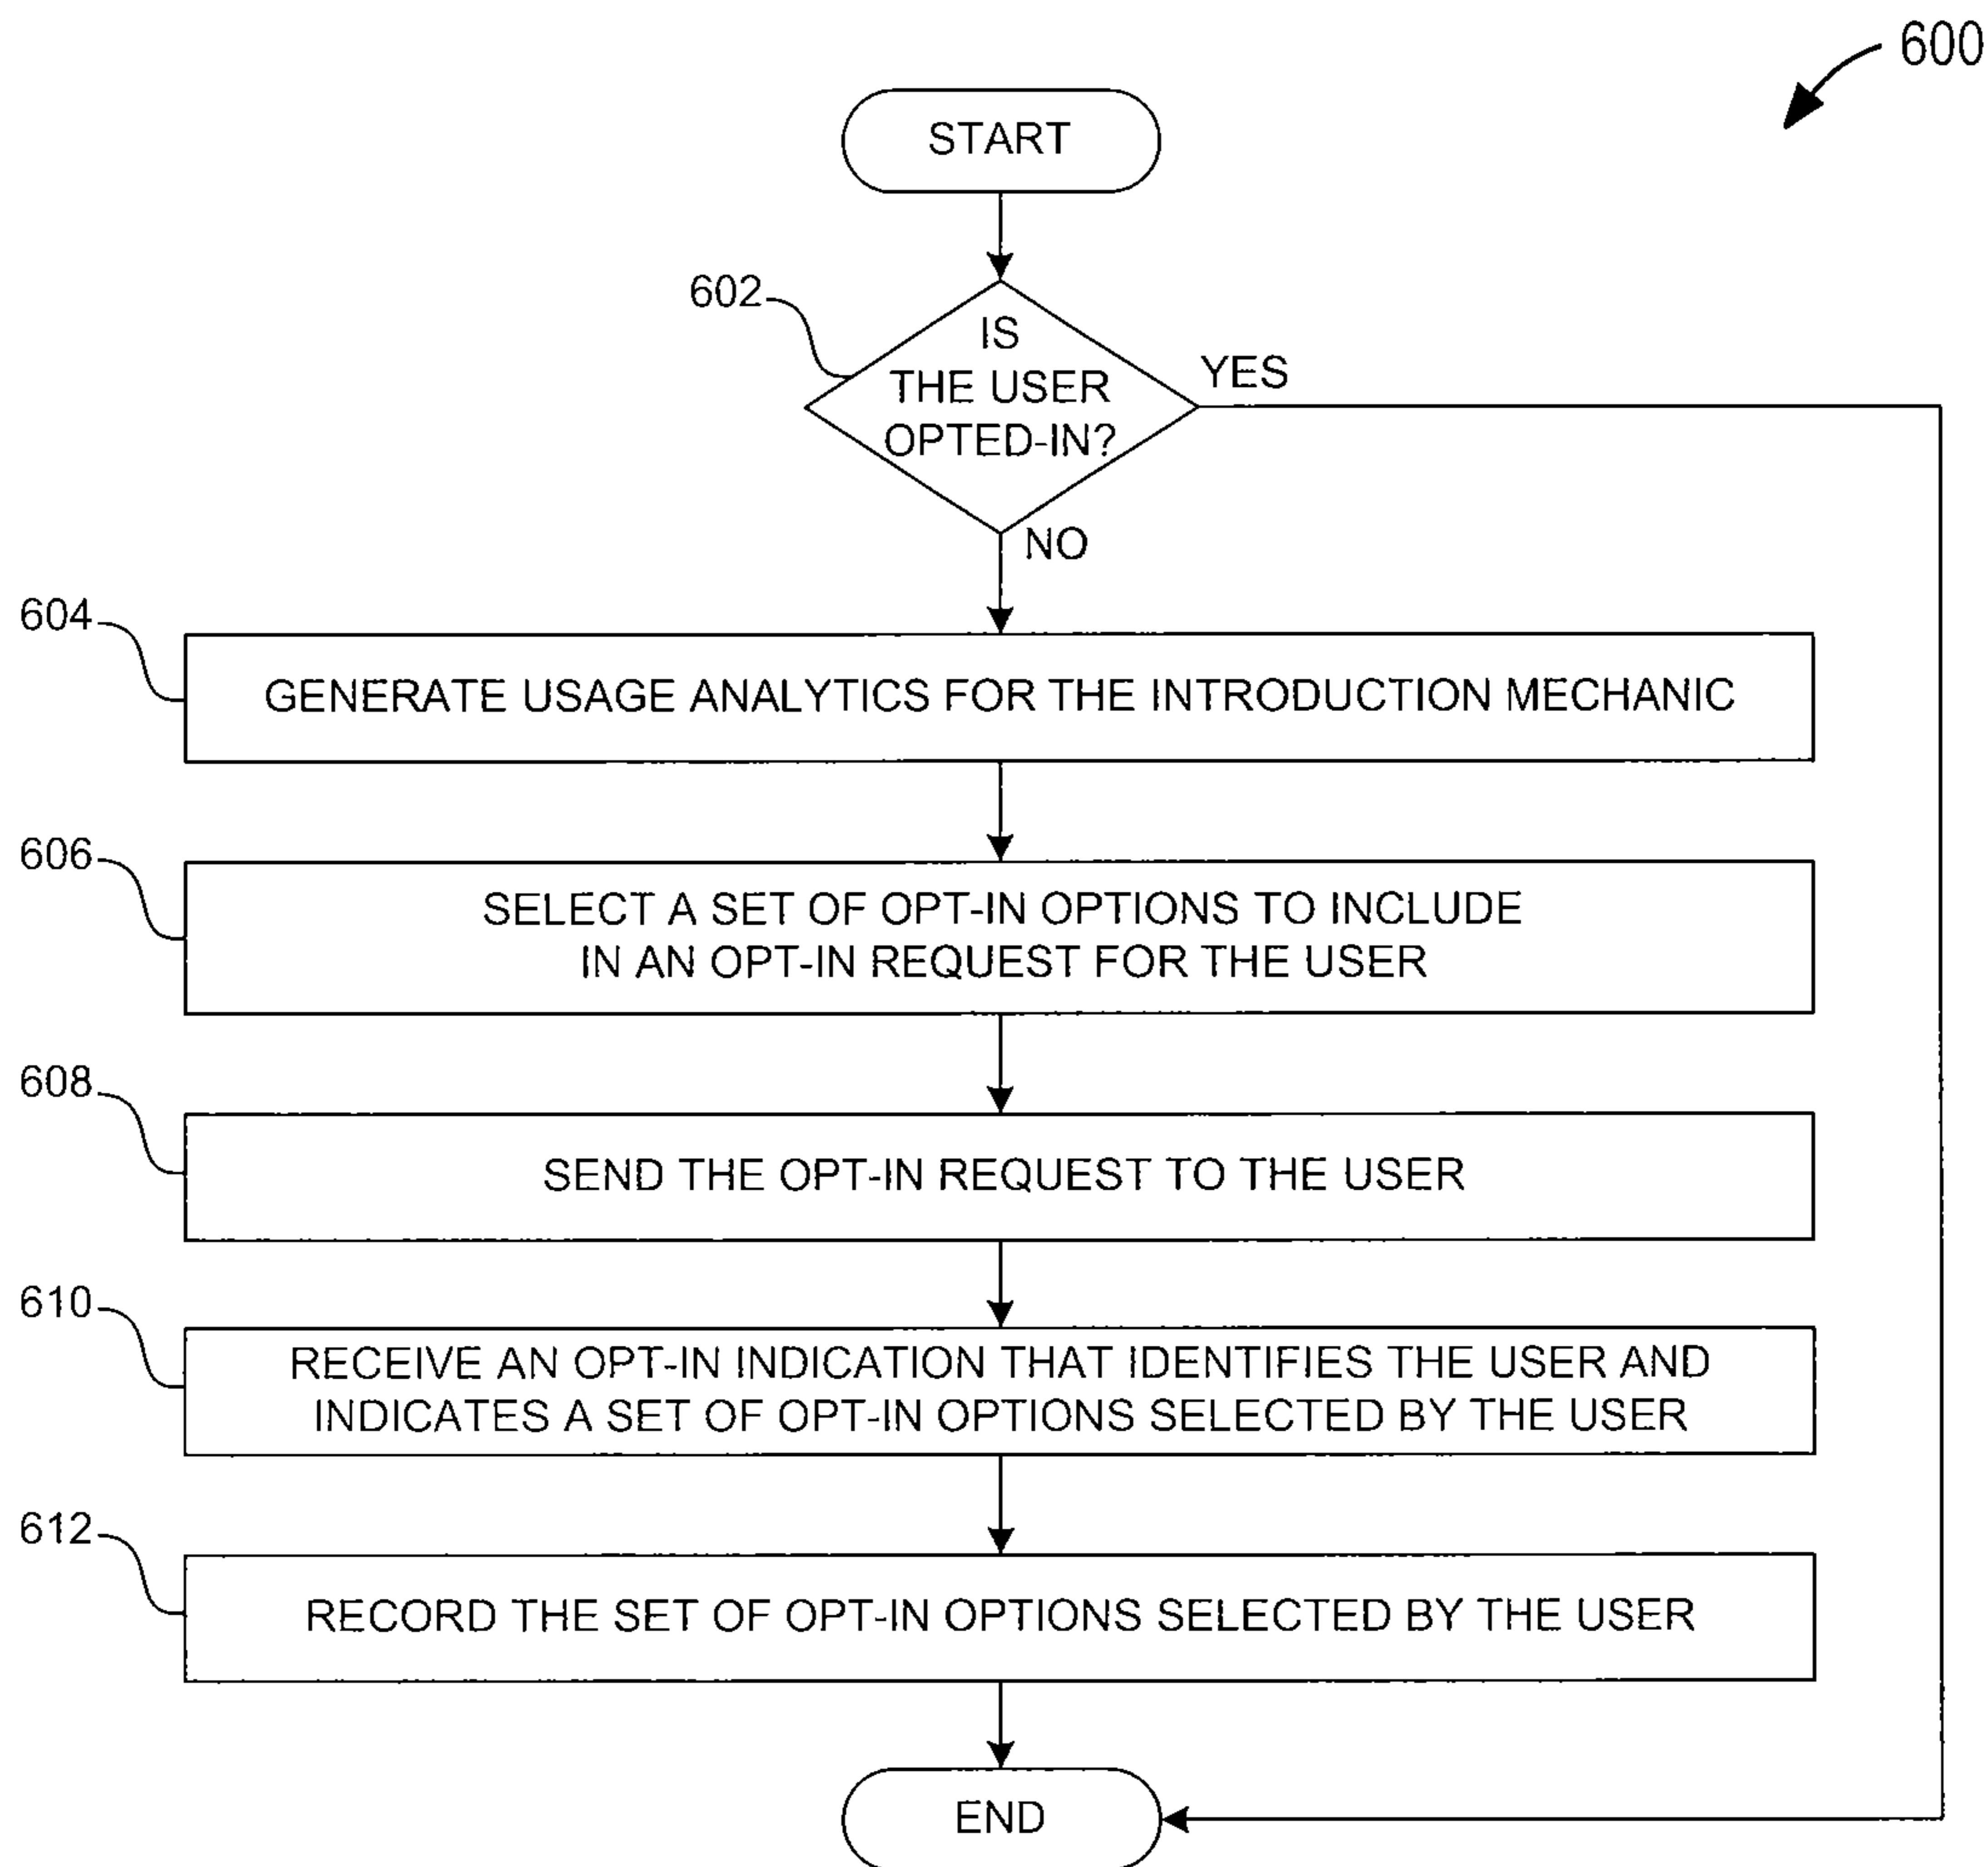 600
START
602
IS
THE USER
OPTED-IN?
YES
NO
604
GENERATE USAGE ANALYTICS FOR THE INTRODUCTION MECHANIC
606
SELECT A SET OF OPT-IN OPTIONS TO INCLUDE
IN AN OPT-IN REQUEST FOR THE USER
608
SEND THE OPT-IN REQUEST TO THE USER
610
RECEIVE AN OPT-IN INDICATION THAT IDENTIFIES THE USER AND
INDICATES A SET OF OPT-IN OPTIONS SELECTED BY THE USER
612
RECORD THE SET OF OPT-IN OPTIONS SELECTED BY THE USER
END